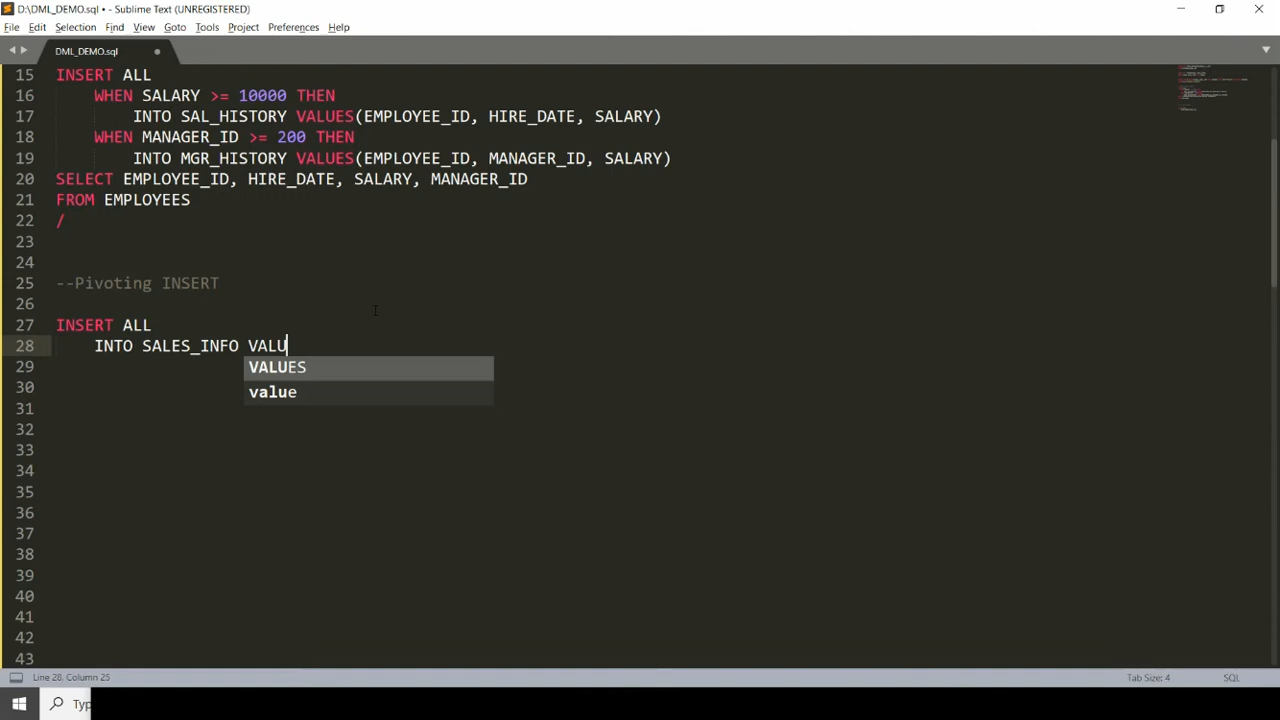 D:\DML_DEMO.sql • - Sublime Text (UNREGISTERED)
File Edit Selection Find View Goto Tools Project Preferences Help
DML_DEMO.sql
15 INSERT ALL
16 WHEN SALARY >= 10000 THEN
17 INTO SAL_HISTORY VALUES(EMPLOYEE_ID, HIRE_DATE, SALARY)
18 WHEN MANAGER_ID >= 200 THEN
19 INTO MGR_HISTORY VALUES(EMPLOYEE_ID, MANAGER_ID, SALARY)
20 SELECT EMPLOYEE_ID, HIRE_DATE, SALARY, MANAGER_ID
21 FROM EMPLOYEES
22 /
23
24
25 --Pivoting INSERT
26
27 INSERT ALL
28 INTO SALES_INFO VALU
29 VALUES
30 value
31
32
33
34
35
36
37
38
39
40
41
42
43
Line 28, Column 25 Tab Size: 4 SQL
Typ